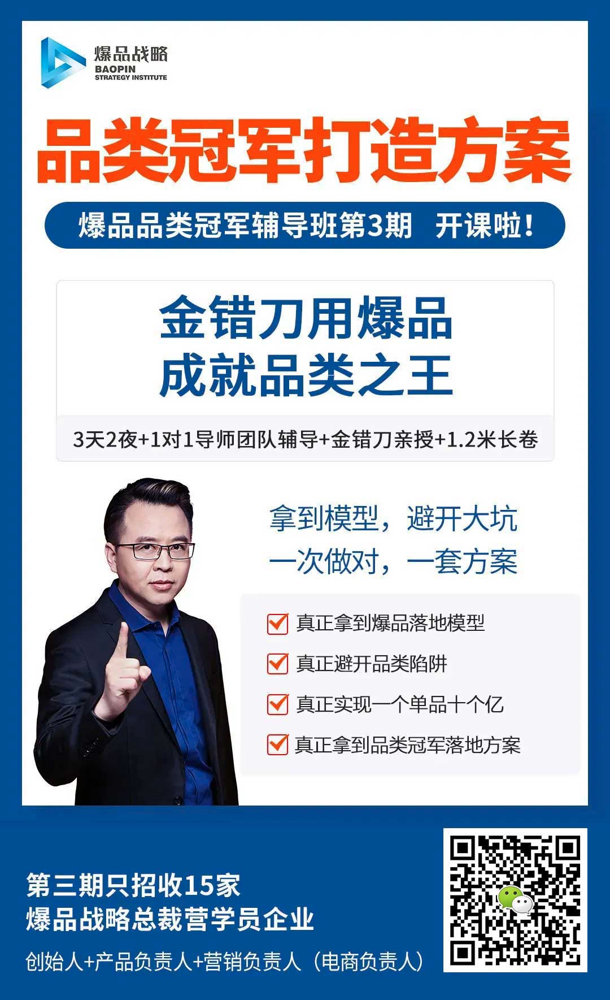 爆品战略
BAOPIN
STRATEGY INSTITUTE
品类冠军打造方案
爆品品类冠军辅导班第3期 开课啦！
金错刀用爆品
成就品类之王
3天2夜+1对1导师团队辅导+金错刀亲授+1.2米长卷
拿到模型，避开大坑
一次做对，一套方案
真正拿到爆品落地模型
真正避开品类陷阱
真正实现一个单品十个亿
真正拿到品类冠军落地方案
第三期只招收15家
爆品战略总裁营学员企业
创始人+产品负责人+营销负责人（电商负责人）